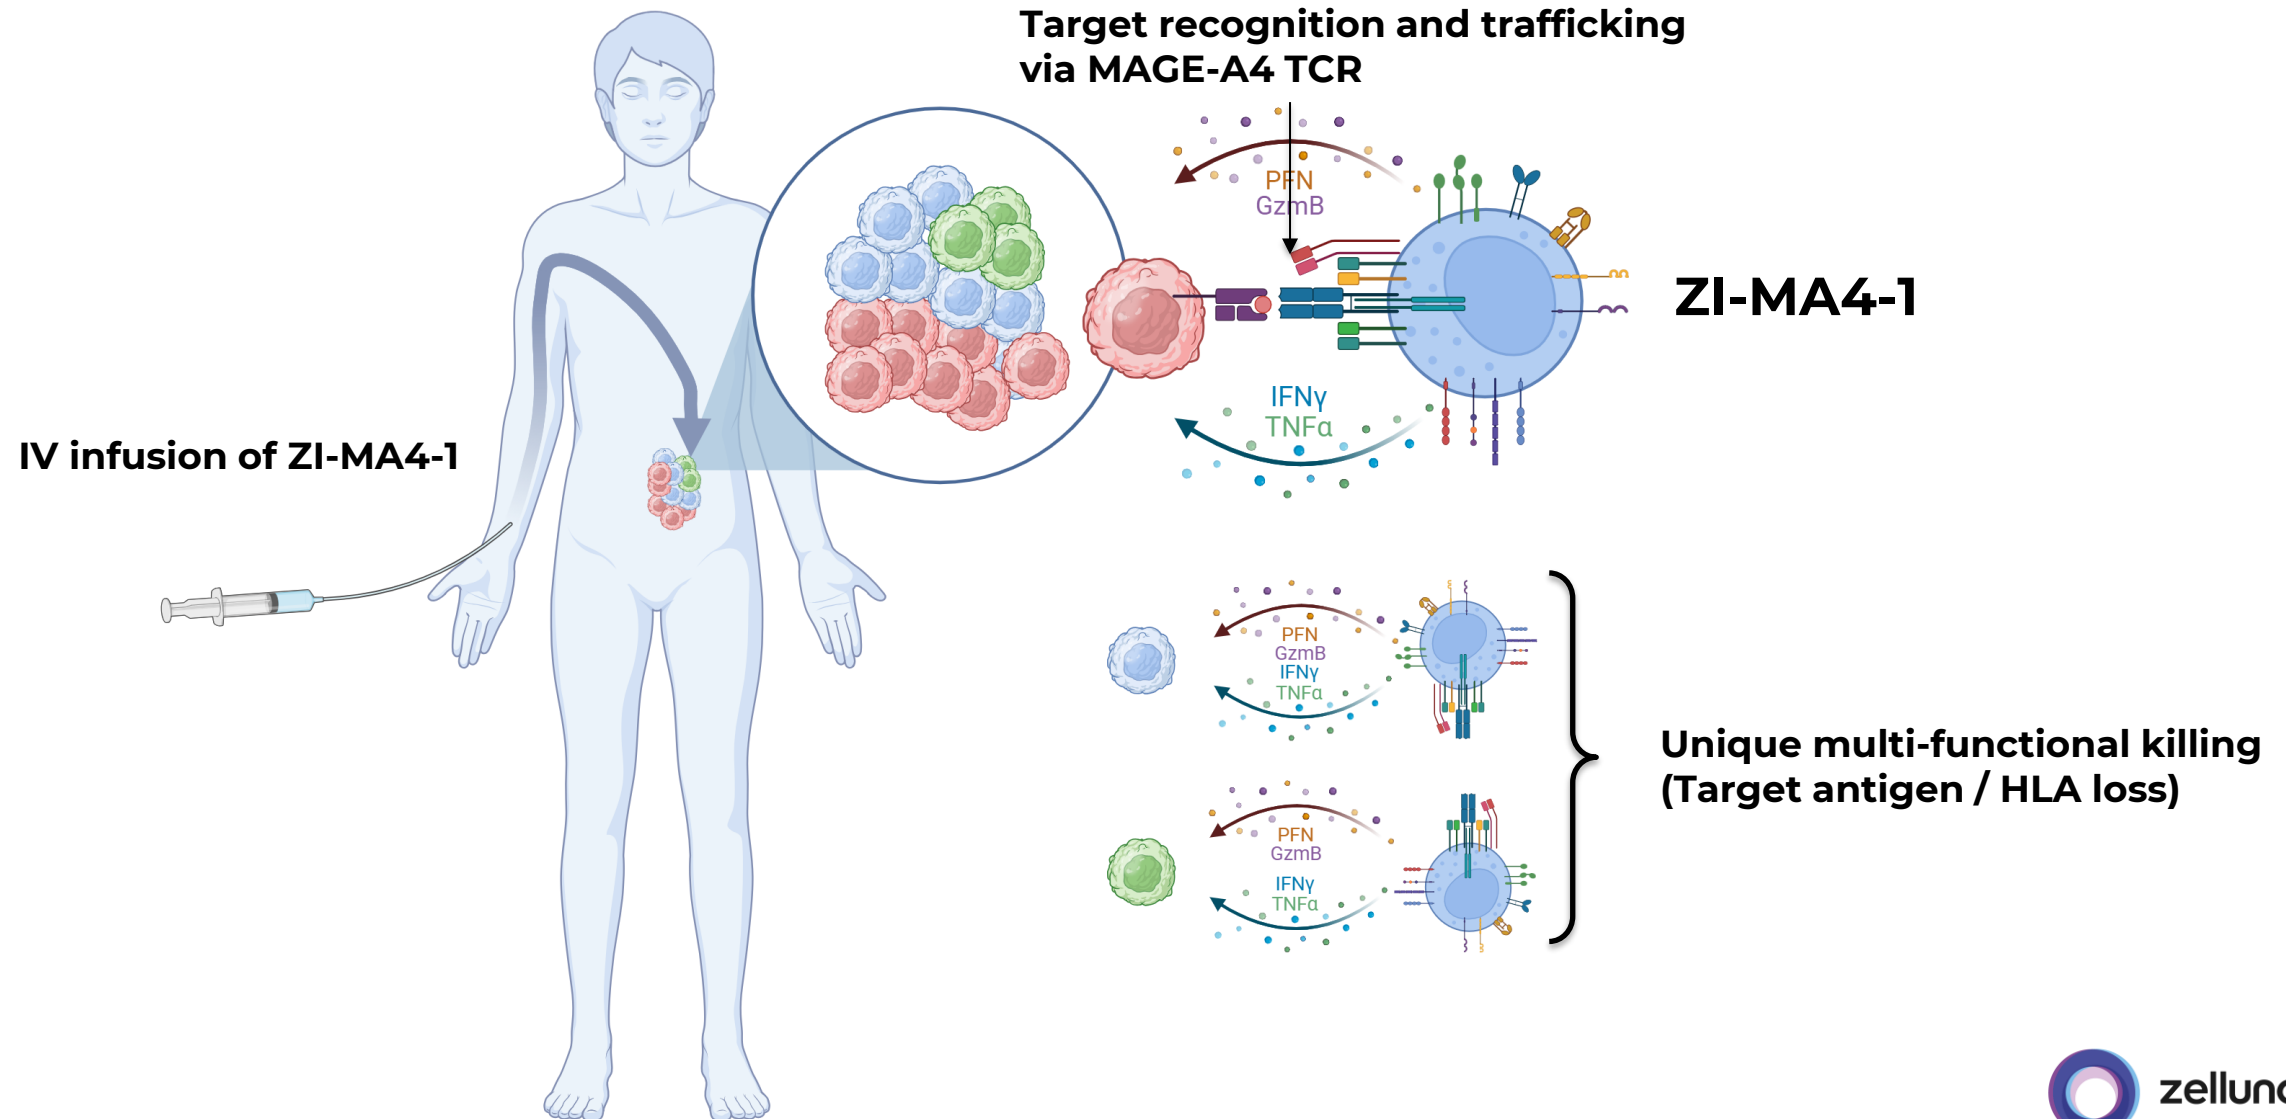 Target recognition and trafficking
via MAGE-A4 TCR
PFN
GzmB
ZI-MA4-1
IFNγ
TNFα
IV infusion of ZI-MA4-1
PFN
GzmB
IFNγ
TNFα
Unique multi-functional killing
(Target antigen / HLA loss)
PFN
GzmB
IFNγ
TNFα